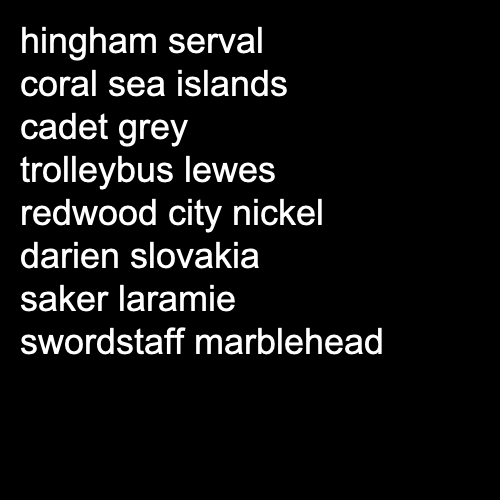 hingham serval
coral sea islands
cadet grey
trolleybus lewes
redwood city nickel
darien slovakia
saker laramie
swordstaff marblehead